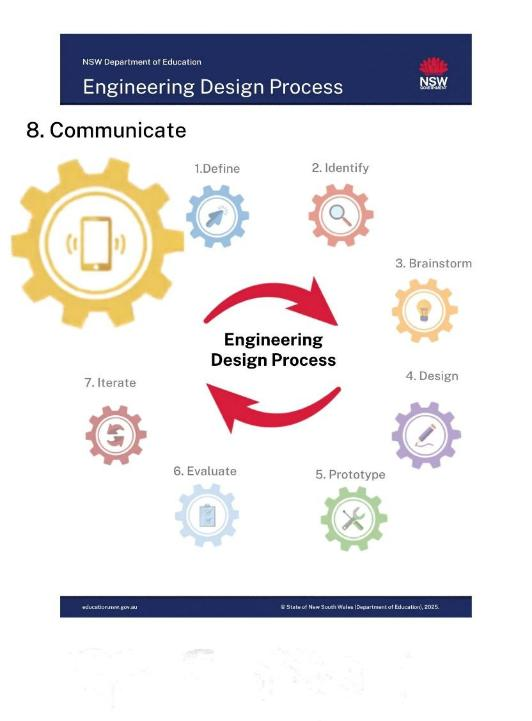 NSW Department of Education
Engineering Design Process
NSW
GOVERNMENT
8. Communicate
1.Define
2. Identify
3. Brainstorm
Engineering
Design Process
4. Design
7. Iterate
6. Evaluate
5. Prototype
education.nsw.gov.au
© State of New South Wales (Department of Education), 2025.